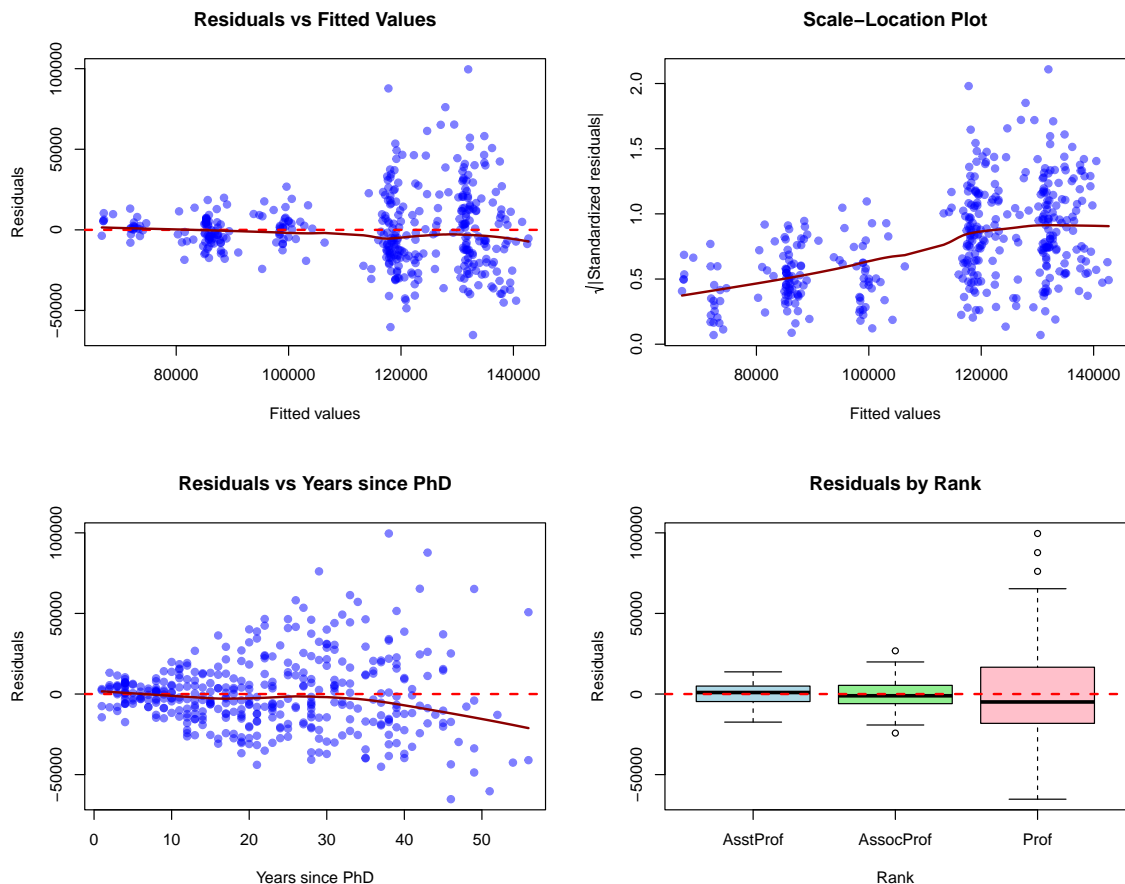 Residuals vs Fitted Values
Residuals
100000
50000
0
−50000
80000 100000 120000 140000
Fitted values
Scale−Location Plot
√|Standardized residuals|
2.0
1.5
1.0
0.5
0.0
80000 100000 120000 140000
Fitted values
Residuals vs Years since PhD
Residuals
100000
50000
0
−50000
0 10 20 30 40 50
Years since PhD
Residuals by Rank
Residuals
100000
50000
0
−50000
AsstProf AssocProf Prof
Rank